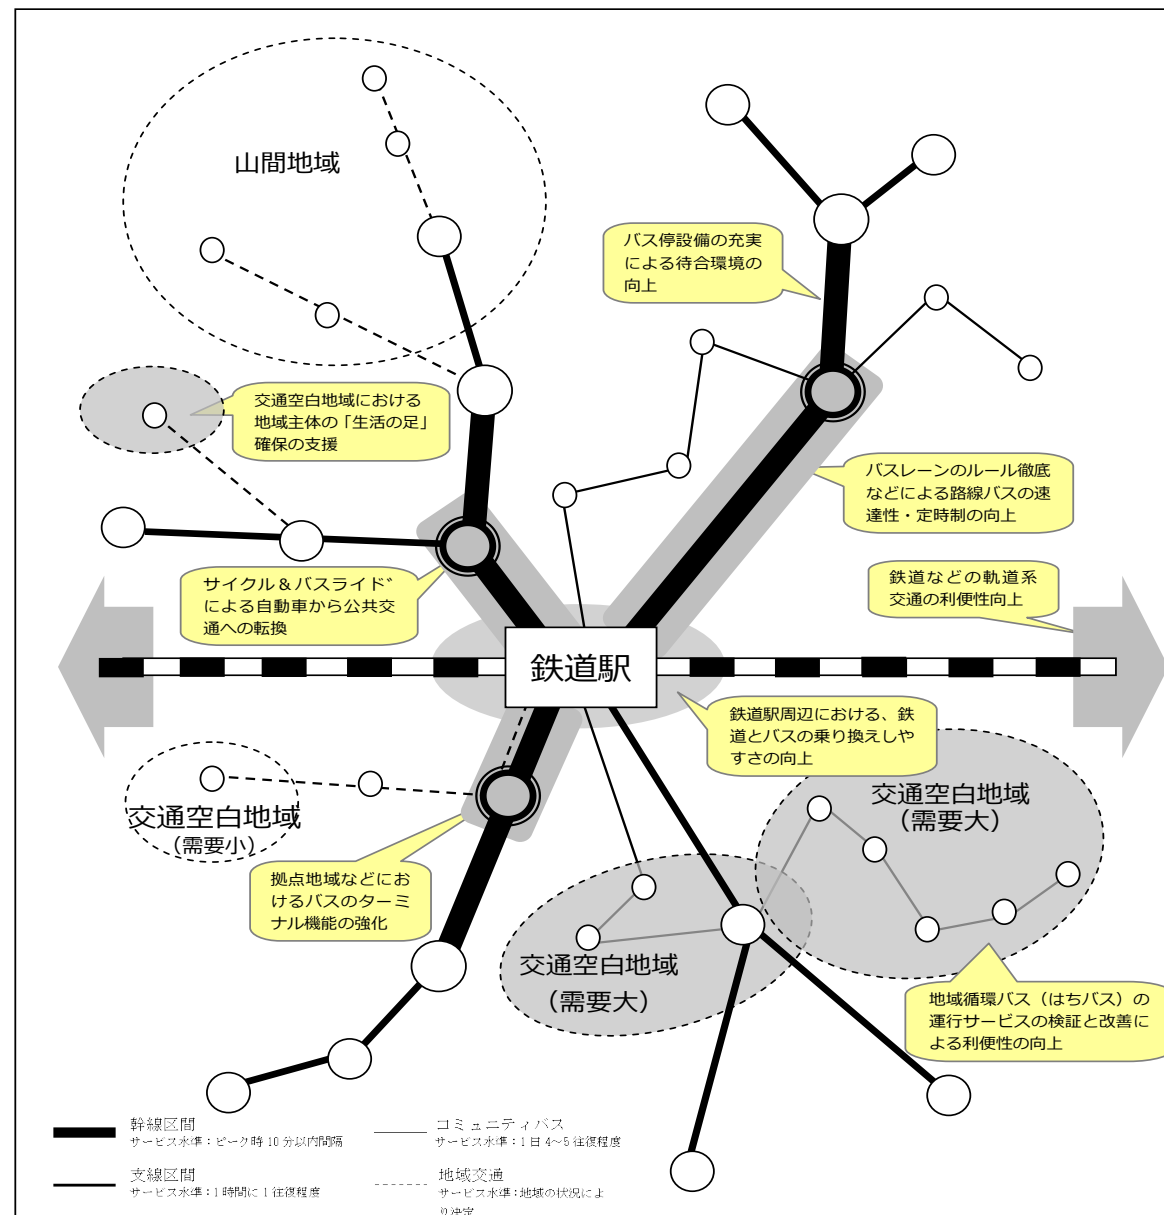 山間地域
バス停設備の充実
による待合環境の
向上
交通空白地域における
地域主体の「生活の足」
確保の支援
バスレーンのルール徹底
などによる路線バスの速
達性・定時制の向上
サイクル＆バスライド
による自動車から公共交
通への転換
鉄道などの軌道系
交通の利便性向上
鉄道駅
鉄道駅周辺における、鉄
道とバスの乗り換えしや
すさの向上
交通空白地域
（需要小）
交通空白地域
（需要大）
拠点地域などにお
けるバスのターミ
ナル機能の強化
交通空白地域
（需要大）
地域循環バス（はちバス）の
運行サービスの検証と改善に
よる利便性の向上
幹線区間
サービス水準：ピーク時10分以内間隔
コミュニティバス
サービス水準：1日4～5往復程度
支線区間
サービス水準：1時間に1往復程度
地域交通
サービス水準：地域の状況によ
り決定